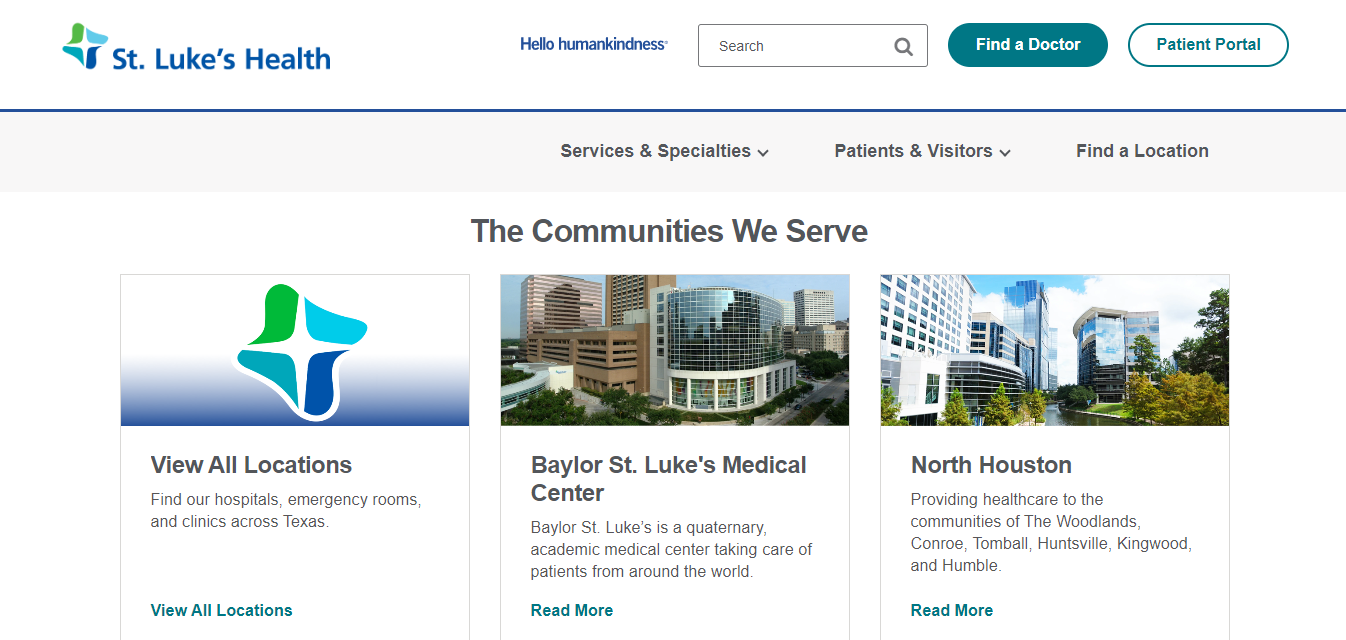 St. Luke's Health
Hello humankindness®
Search
Find a Doctor
Patient Portal
Services & Specialties
Patients & Visitors
Find a Location
The Communities We Serve
View All Locations
Find our hospitals, emergency rooms,
and clinics across Texas.
View All Locations
Baylor St. Luke's Medical
Center
Baylor St. Luke’s is a quaternary,
academic medical center taking care of
patients from around the world.
Read More
North Houston
Providing healthcare to the
communities of The Woodlands,
Conroe, Tomball, Huntsville, Kingwood,
and Humble.
Read More